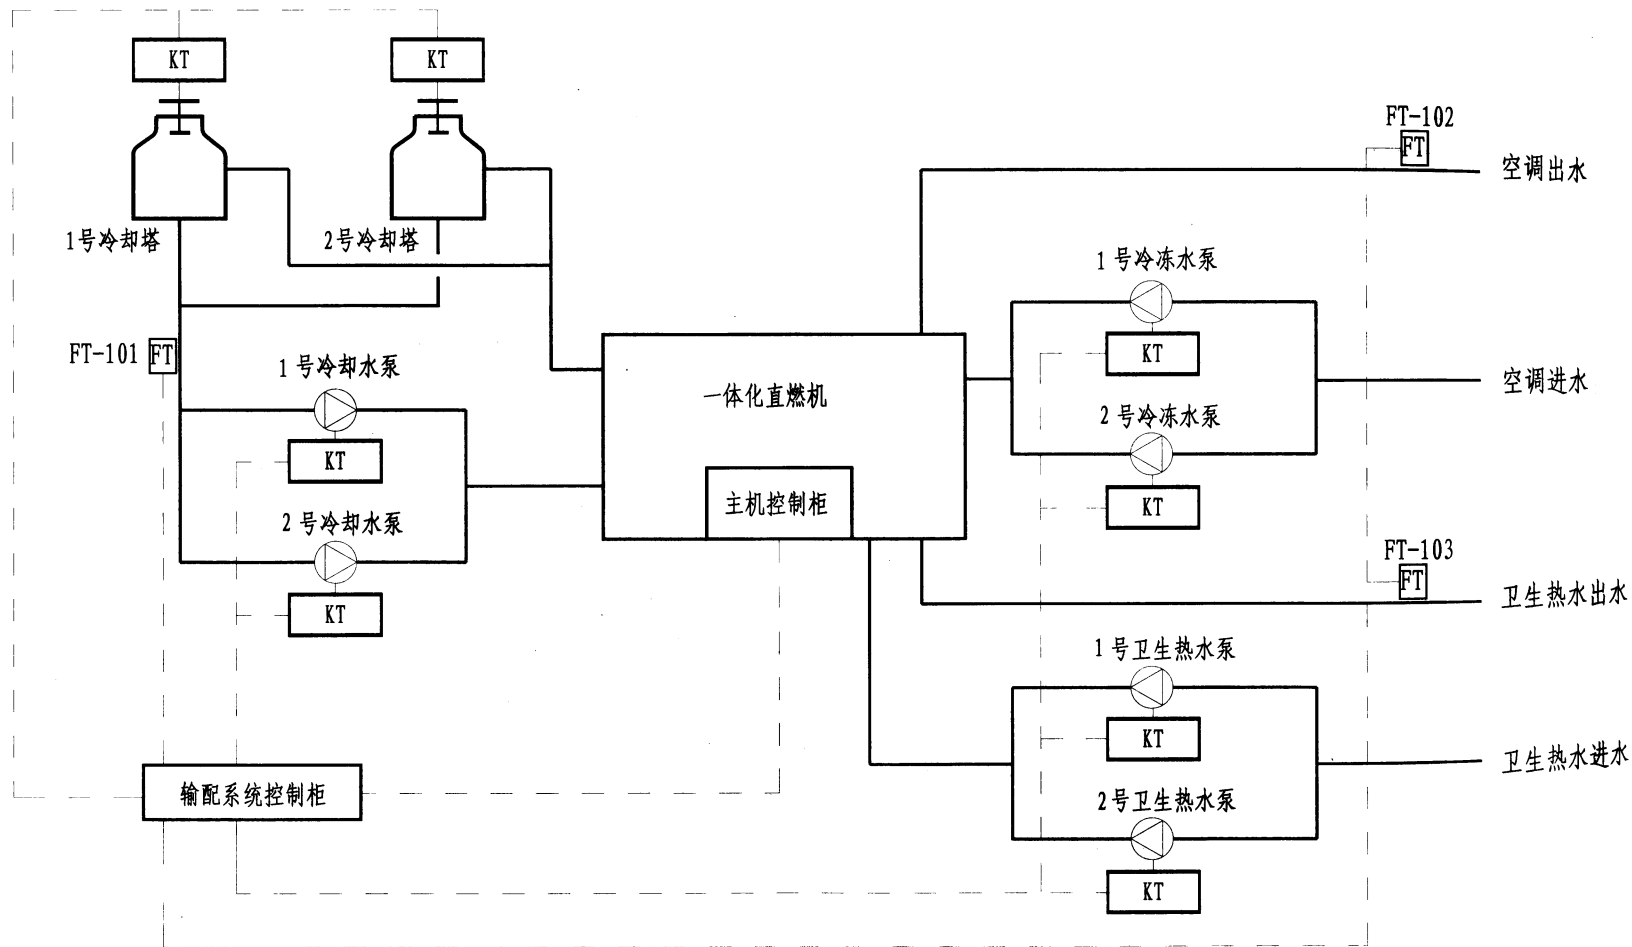 KT
KT
FT-102
FT
空调出水
1号冷却塔
2号冷却塔
1号冷冻水泵
FT-101
FT
KT
1号冷却水泵
空调进水
一体化直燃机
2号冷冻水泵
KT
主机控制柜
KT
2号冷却水泵
FT-103
FT
卫生热水出水
KT
1号卫生热水泵
KT
卫生热水进水
输配系统控制柜
2号卫生热水泵
KT